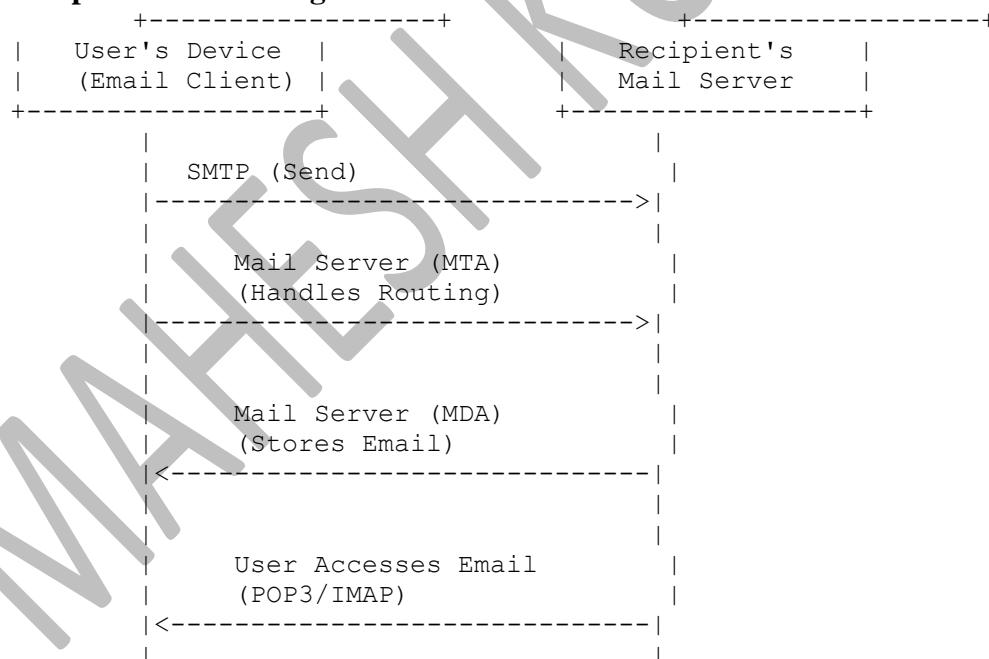 +------------------+ +------------------+
| User's Device | | Recipient's |
| (Email Client) | | Mail Server |
+-------------------+ +------------------+
| |
| SMTP (Send) |
|------------------------------->|
| |
| Mail Server (MTA) |
| (Handles Routing) |
|------------------------------->|
| |
| |
| Mail Server (MDA) |
| (Stores Email) |
|<-------------------------------|
| |
| |
| User Accesses Email |
| (POP3/IMAP) |
|<-------------------------------|
| |
MAHESH